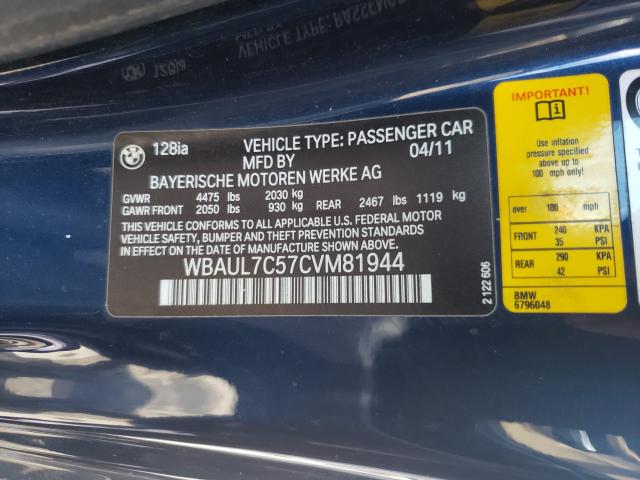 128ia
VEHICLE TYPE: PASSENGER CAR
MFD BY
04/11
BAYERISCHE MOTOREN WERKE AG
GVWR 4475 lbs 2030 kg
GAWR FRONT 2050 lbs 930 kg REAR 2467 lbs 1119 kg
THIS VEHICLE CONFORMS TO ALL APPLICABLE U.S. FEDERAL MOTOR
VEHICLE SAFETY, BUMPER, AND THEFT PREVENTION STANDARDS
IN EFFECT ON THE DATE OF MANUFACTURE SHOWN ABOVE.
WBAUL7C57CVM81944
2 122 606
IMPORTANT!
Use inflation
pressure specified
above up to
100 mph only!
over 100 mph
FRONT 240 KPA
35 PSI
REAR 290 KPA
42 PSI
BMW
6796048
128ia
VEHICLE TYPE: PASSENGER